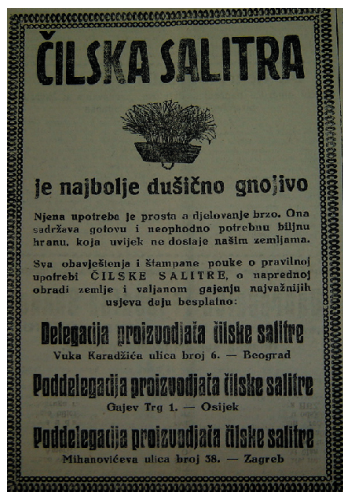 ČILSKA SALITRA
je najbolje dušično gnojivo
Njena upotreba je prosta a djelovanje brzo. Ona
sadržava gotovu i neophodno potrebnu biljnu
hranu, koja uvijek ne dostaje našim zemljama.
Sva obavještenja i štampane pouke o pravilnoj
upotrebi ČILSKE SALITRE, o naprednoj
obradi zemlje i valjanom gajenju najvažnijih
usjeva daju besplatno:
Delegacija proizvodjača čilske salitre
Vuka Karadžića ulica broj 6. — Beograd
Poddelegacija proizvodjača čilske salitre
Gajev Trg 1. — Osijek
Poddelegacija proizvodjača čilske salitre
Mihanovićeva ulica broj 38. — Zagreb